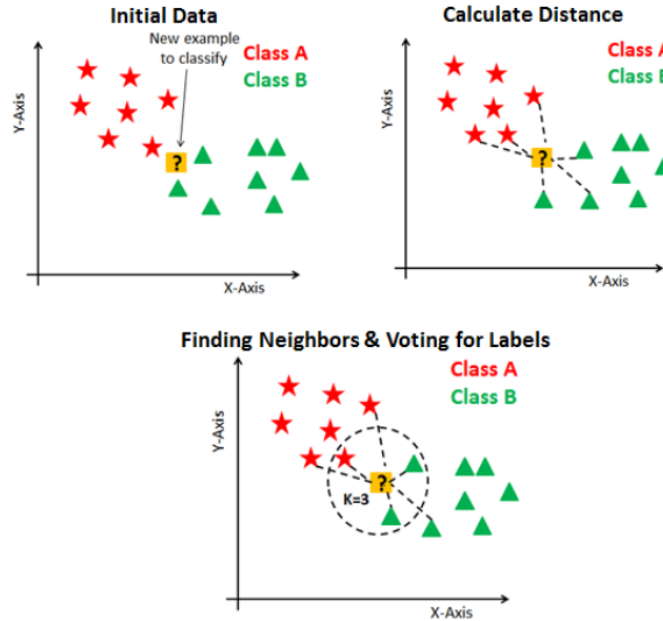 Initial Data
New example
to classify
Class A
Class B
?
Y-Axis
X-Axis
Calculate Distance
Class A
Class B
?
Y-Axis
X-Axis
Finding Neighbors & Voting for Labels
Class A
Class B
?
K=3
Y-Axis
X-Axis